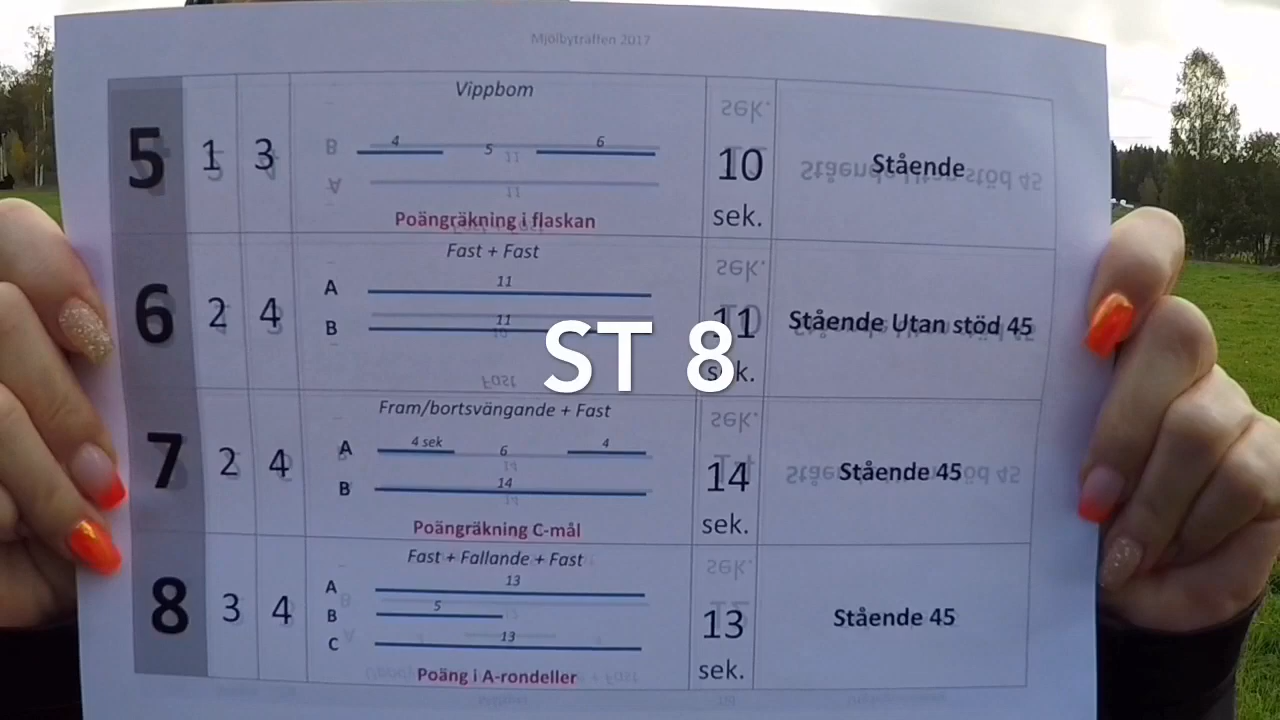 Mjölbyträffen 2017
Vippbom
4 5 6
5 1 3 10 sek. Stående
Poängräkning i flaskan
Fast + Fast
A 11
6 2 4 11 sek. Stående Utan stöd 45
B 11
ST 8
Fram/bortsvängande + Fast
A 4 sek 6 4
7 2 4 14 sek. Stående 45
B 14
Poängräkning C-mål
Fast + Fallande + Fast
A 13
8 3 4 13 sek. Stående 45
B 5
C 13
Poäng i A-rondeller